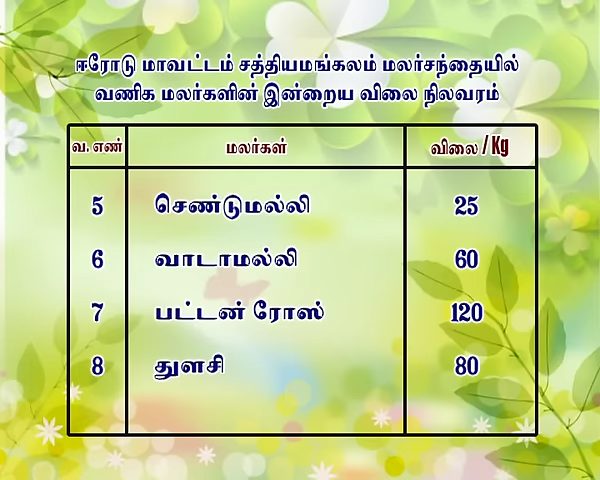 ஈரோடு மாவட்டம் சத்தியமங்கலம் மலர்சந்தையில்
வணிக மலர்களின் இன்றைய விலை நிலவரம்
வ. எண் மலர்கள் விலை / Kg
5 செண்டுமல்லி 25
6 வாடாமல்லி 60
7 பட்டன் ரோஸ் 120
8 துளசி 80